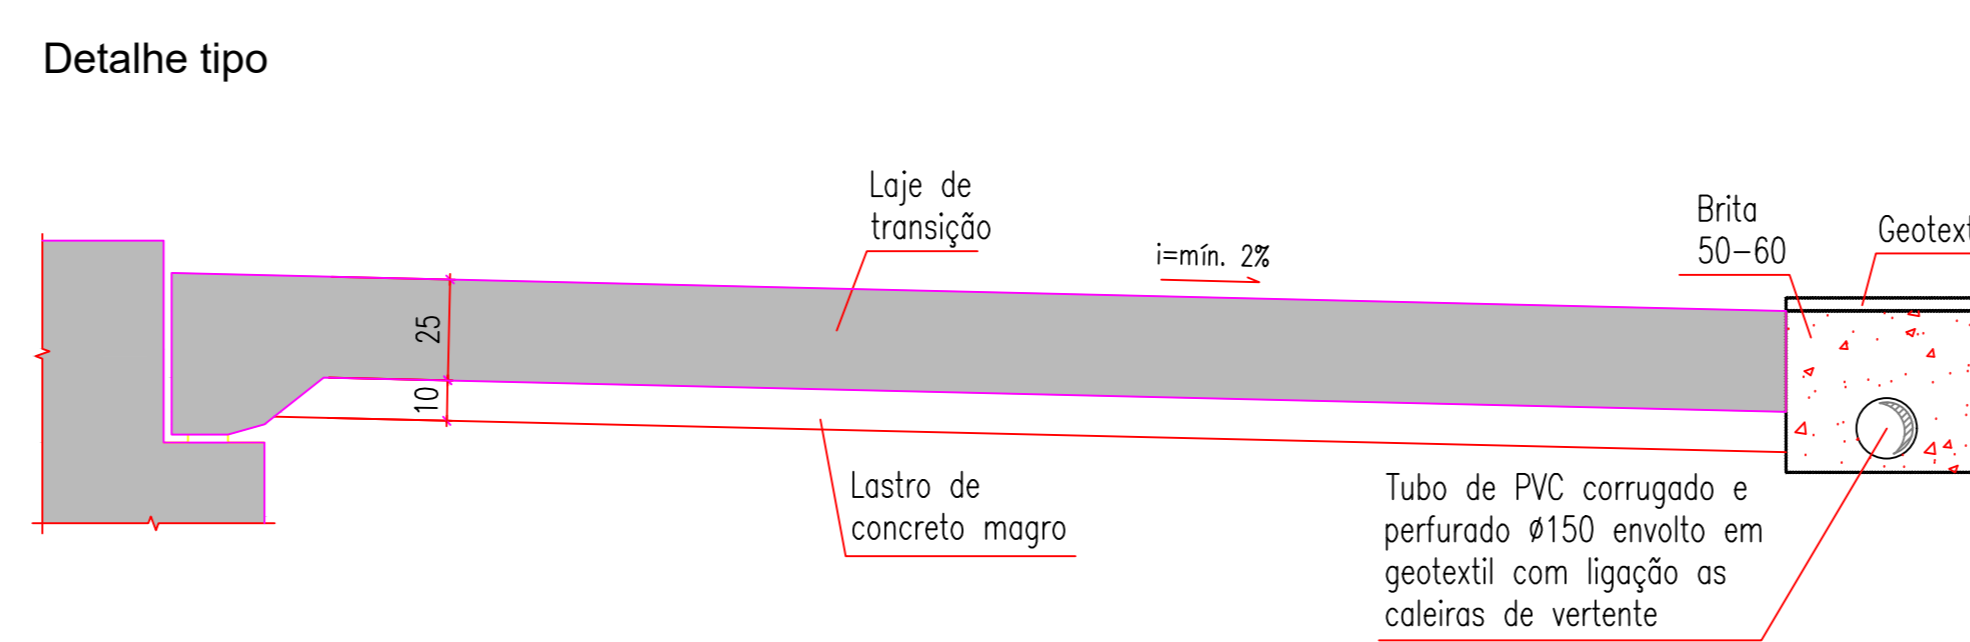 Detalhe tipo
Laje de
transição
i=mín. 2%
Brita
50-60
25
10
Lastro de
concreto magro
Tubo de PVC corrugado e
perfurado Ø150 envolto em
geotextil com ligação as
caleiras de vertente